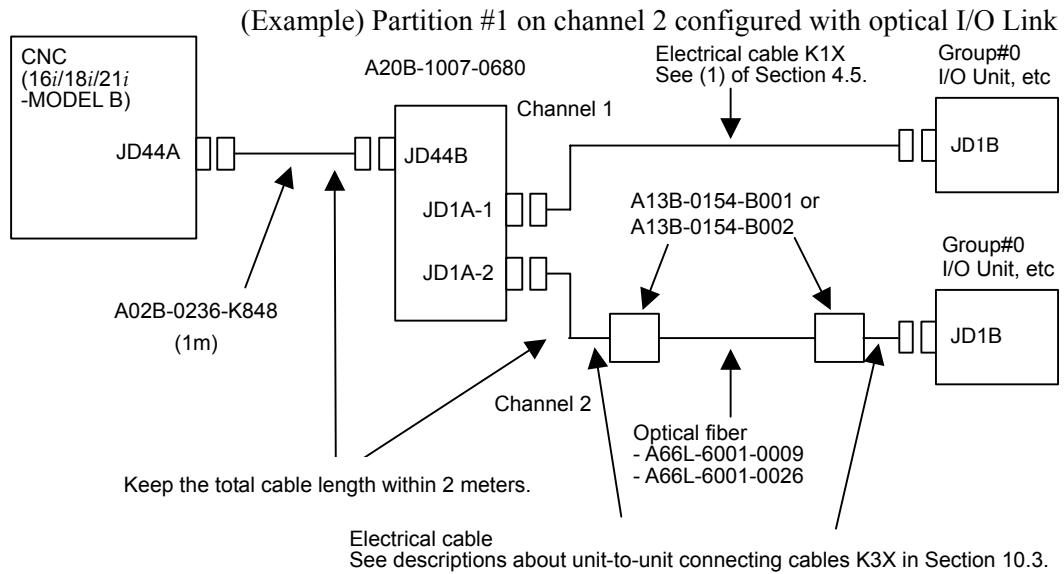 (Example) Partition #1 on channel 2 configured with optical I/O Link
CNC
(16i/18i/21i
-MODEL B)
JD44A
A20B-1007-0680
JD44B
JD1A-1
JD1A-2
Channel 1
Electrical cable K1X
See (1) of Section 4.5.
Group#0
I/O Unit, etc
JD1B
A13B-0154-B001 or
A13B-0154-B002
Group#0
I/O Unit, etc
JD1B
A02B-0236-K848
(1m)
Channel 2
Optical fiber
- A66L-6001-0009
- A66L-6001-0026
Keep the total cable length within 2 meters.
Electrical cable
See descriptions about unit-to-unit connecting cables K3X in Section 10.3.